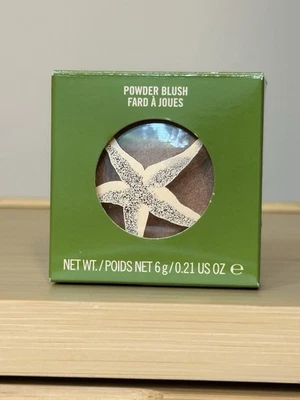 POWDER BLUSH
FARD À JOUES
NET WT./POIDS NET 6 g/0.21 US OZ ℮